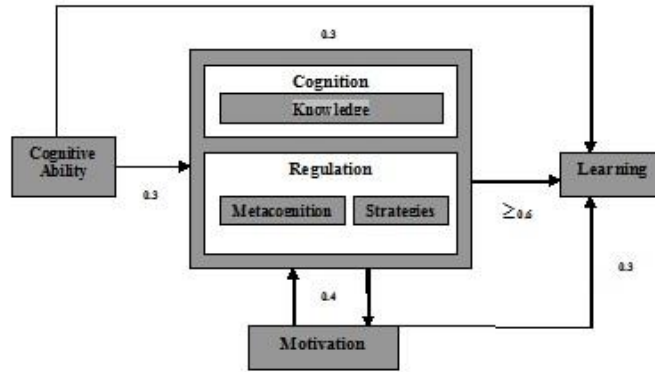 0.3
Cognition
Knowledge
Cognitive
Ability
0.3
Regulation
Metacognition
Strategies
Learning
≥0.6
0.4
0.3
Motivation